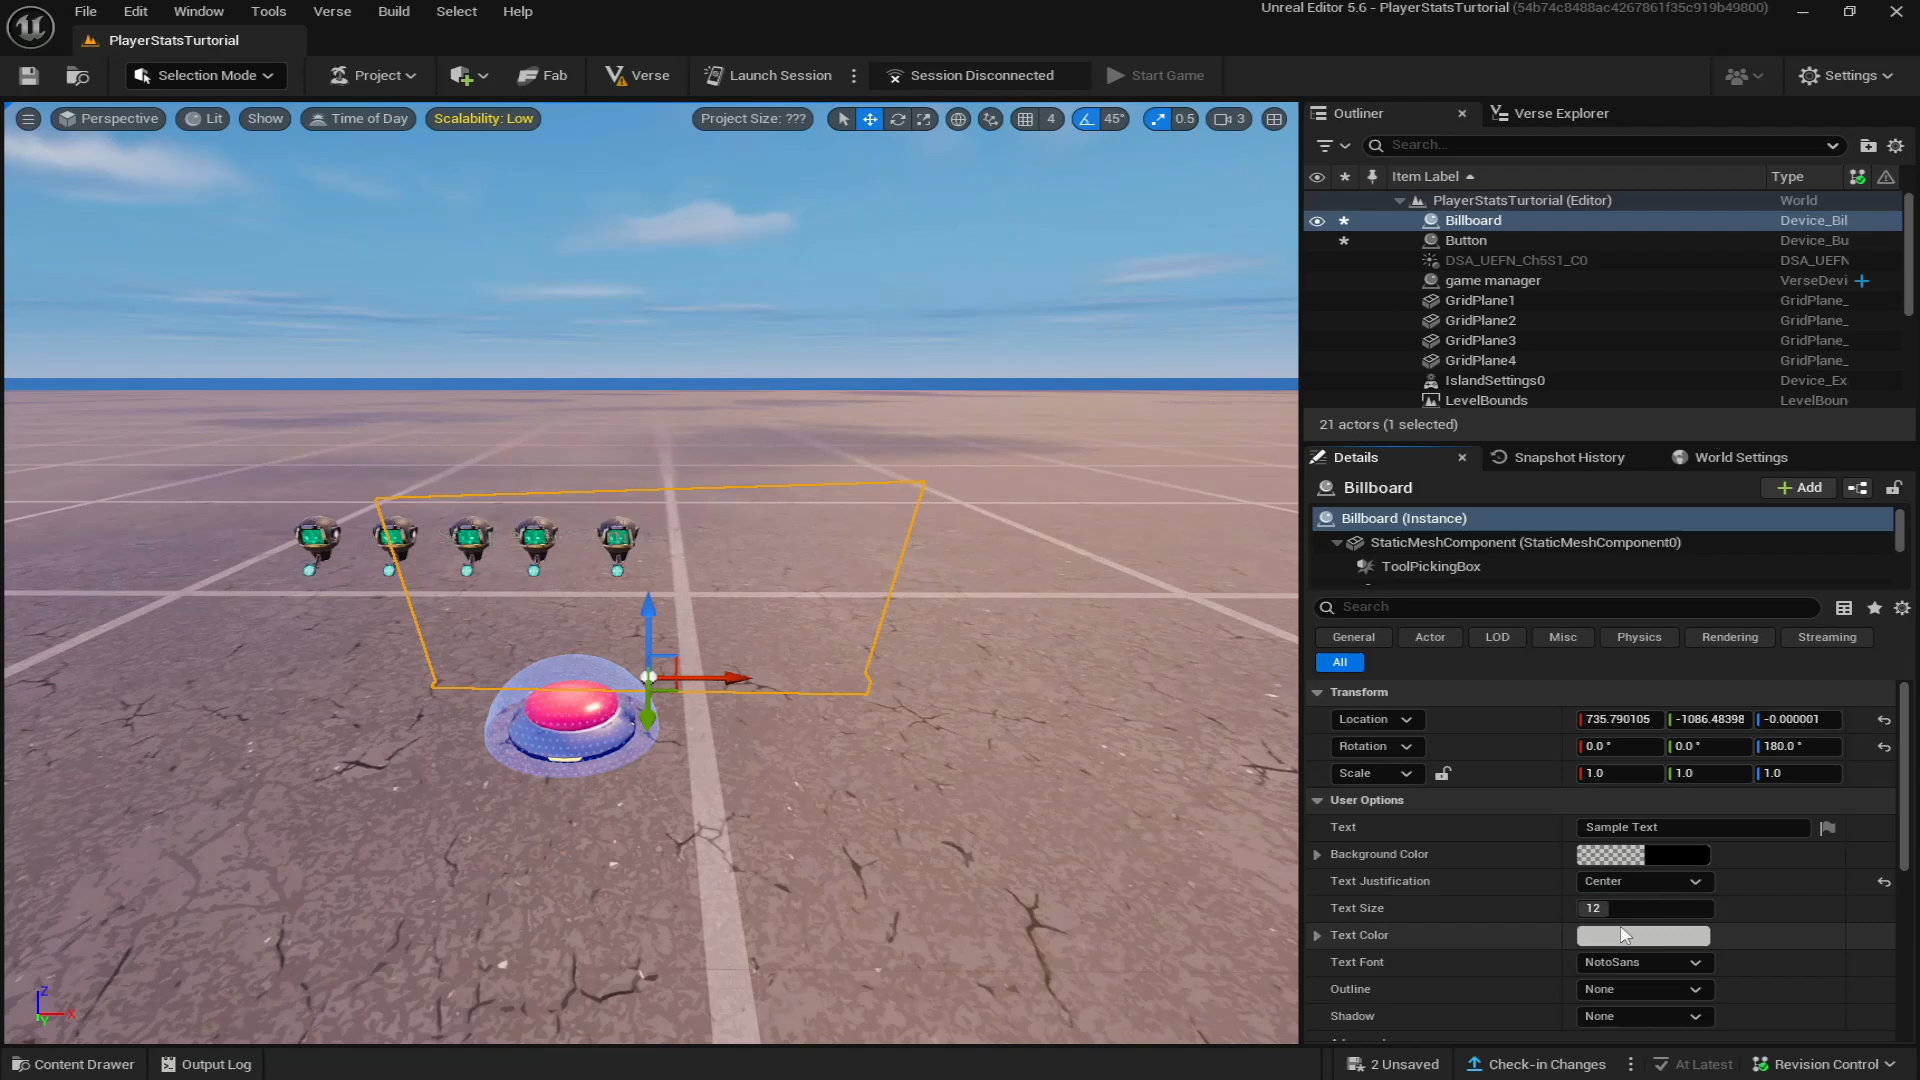 File Edit Window Tools Verse Build Select Help
Unreal Editor 5.6 - PlayerStatsTurtorial (54b74c8488ac4267861f35c919b49800)
PlayerStatsTurtorial
Selection Mode Project Fab Verse Launch Session Session Disconnected Start Game Settings
Perspective Lit Show Time of Day Scalability: Low Project Size: ??? 4 45° 0.5 3
Outliner Verse Explorer
Search...
Item Label Type
PlayerStatsTurtorial (Editor) World
Billboard Device_Bil
Button Device_Bu
DSA_UEFN_Ch5S1_C0 DSA_UEFN
game manager VerseDevi
GridPlane1 GridPlane_
GridPlane2 GridPlane_
GridPlane3 GridPlane_
GridPlane4 GridPlane_
IslandSettings0 Device_Ex
LevelBounds LevelBoun
21 actors (1 selected)
Details Snapshot History World Settings
Billboard Add
Billboard (Instance)
StaticMeshComponent (StaticMeshComponent0)
ToolPickingBox
Search
General Actor LOD Misc Physics Rendering Streaming
All
Transform
Location 735.790105 -1086.48398 -0.000001
Rotation 0.0 ° 0.0 ° 180.0 °
Scale 1.0 1.0 1.0
User Options
Text Sample Text
Background Color
Text Justification Center
Text Size 12
Text Color
Text Font NotoSans
Outline None
Shadow None
Z X Y
Content Drawer Output Log 2 Unsaved Check-in Changes At Latest Revision Control